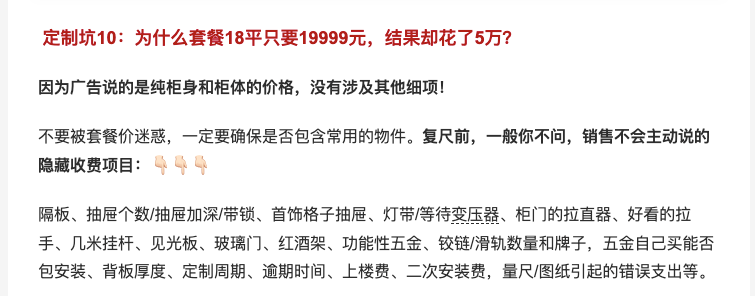 定制坑10：为什么套餐18平只要19999元，结果却花了5万?
因为广告说的是纯柜身和柜体的价格，没有涉及其他细项！
不要被套餐价迷惑，一定要确保是否包含常用的物件。复尺前，一般你不问，销售不会主动说的
隐藏收费项目：👇🏻👇🏻👇🏻
隔板、抽屉个数/抽屉加深/带锁、首饰格子抽屉、灯带/等待变压器、柜门的拉直器、好看的拉
手、几米挂杆、见光板、玻璃门、红酒架、功能性五金、铰链/滑轨数量和牌子，五金自己买能否
包安装、背板厚度、定制周期、逾期时间、上楼费、二次安装费，量尺/图纸引起的错误支出等。